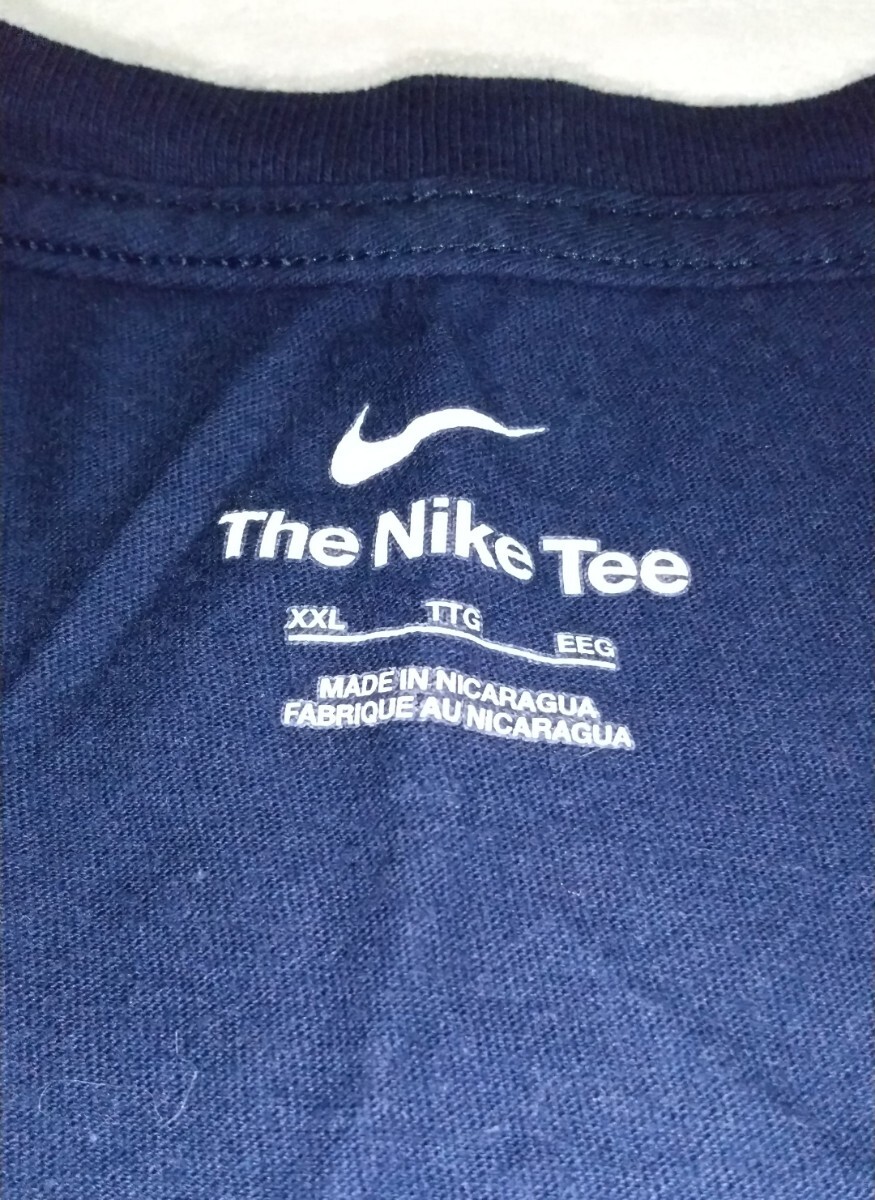 The Nike Tee
XXL TTG EEG
MADE IN NICARAGUA
FABRIQUE AU NICARAGUA